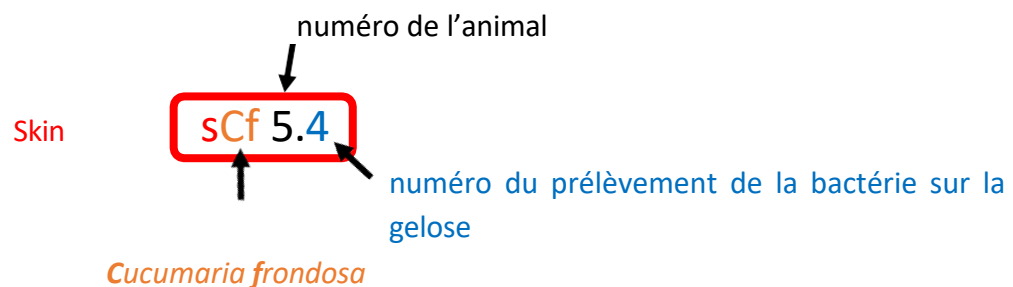 numéro de l’animal
Skin
sCf 5.4
numéro du prélèvement de la bactérie sur la
gelose
Cucumaria frondosa